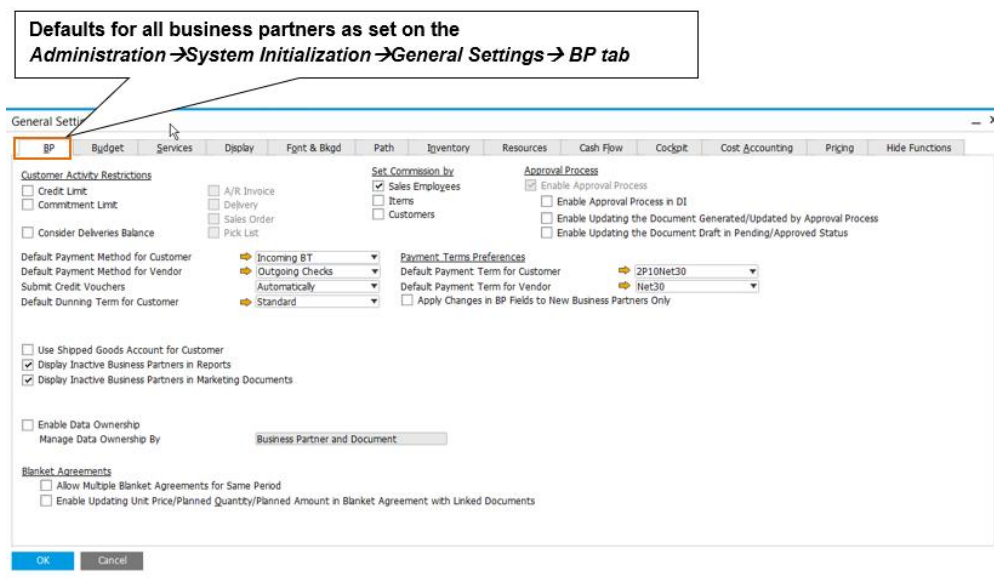 Defaults for all business partners as set on the
Administration→System Initialization→General Settings→ BP tab
General Setti
BP Budget Services Display Font & Bkgd Path Inventory Resources Cash Flow Cockpit Cost Accounting Pricing Hide Functions
Customer Activity Restrictions
Credit Limit
Commitment Limit
Consider Deliveries Balance
A/R Invoice
Delivery
Sales Order
Pick List
Set Commission by
Sales Employees
Items
Customers
Approval Process
Enable Approval Process
Enable Approval Process in DI
Enable Updating the Document Generated/Updated by Approval Process
Enable Updating the Document Draft in Pending/Approved Status
Default Payment Method for Customer Incoming BT
Default Payment Method for Vendor Outgoing Checks
Submit Credit Vouchers Automatically
Default Dunning Term for Customer Standard
Payment Terms Preferences
Default Payment Term for Customer 2P10Net30
Default Payment Term for Vendor Net30
Apply Changes in BP Fields to New Business Partners Only
Use Shipped Goods Account for Customer
Display Inactive Business Partners in Reports
Display Inactive Business Partners in Marketing Documents
Enable Data Ownership
Manage Data Ownership By Business Partner and Document
Blanket Agreements
Allow Multiple Blanket Agreements for Same Period
Enable Updating Unit Price/Planned Quantity/Planned Amount in Blanket Agreement with Linked Documents
OK Cancel